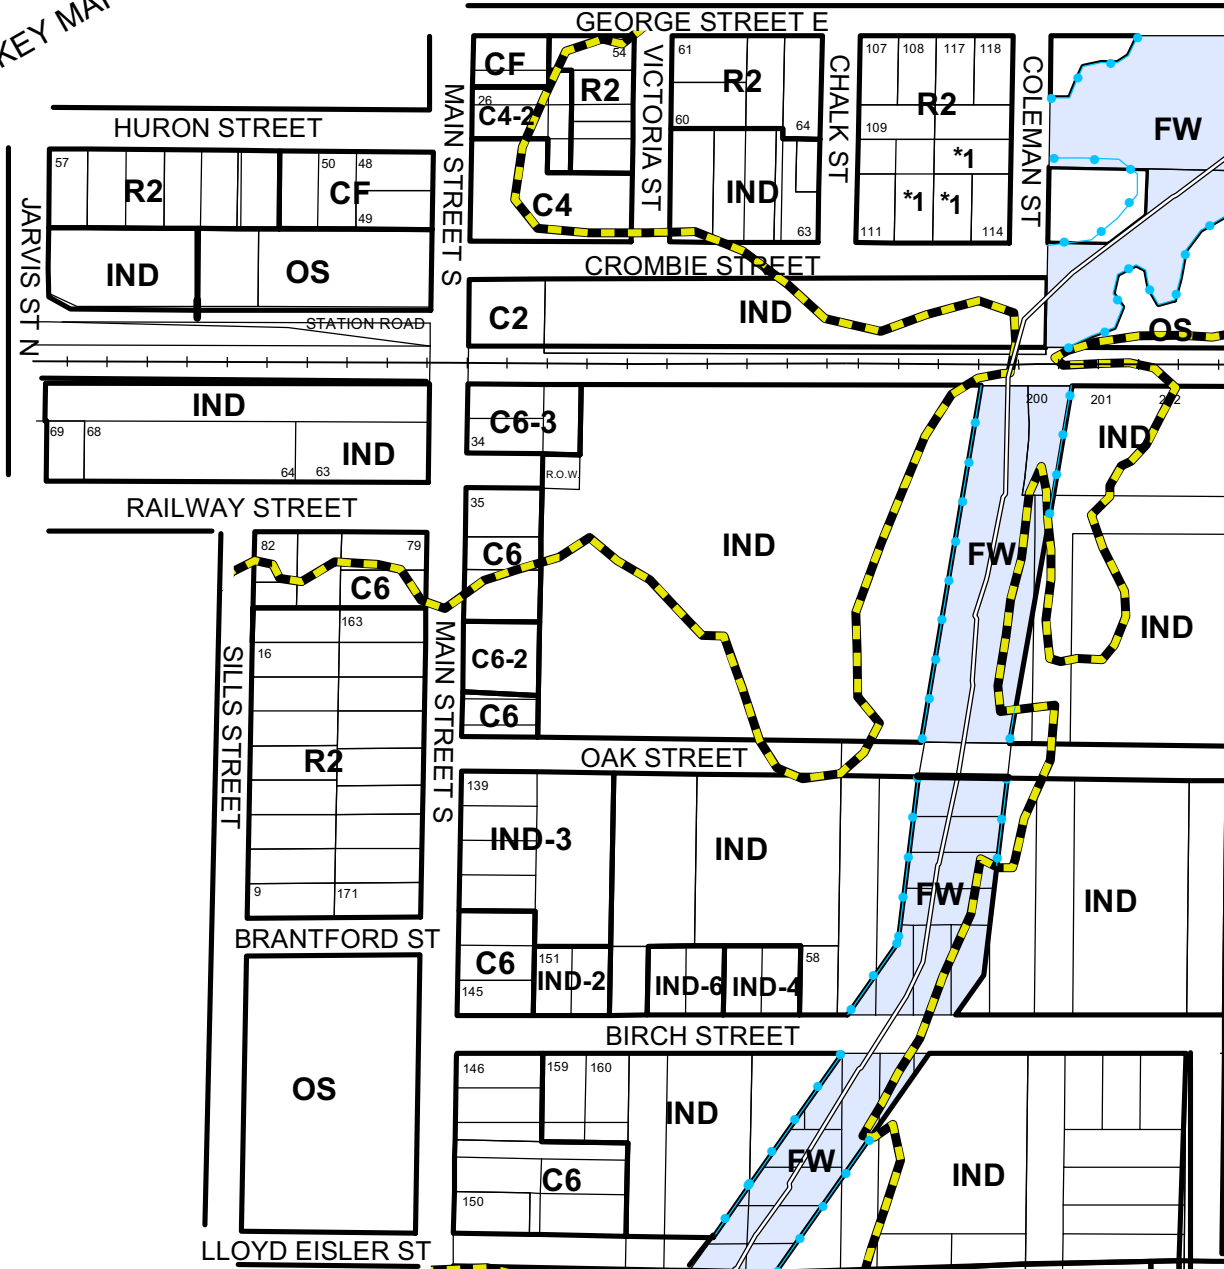 KEY MA
GEORGE STREET E
HURON STREET
MAIN STREET S
VICTORIA ST
CHALK ST
COLEMAN ST
JARVIS ST N
CF
26
C4-2
C4
54
R2
61
R2
60
64
IND
63
107
108
117
118
R2
109
*1
*1
*1
111
114
FW
57
R2
50
48
CF
49
IND
OS
STATION ROAD
CROMBIE STREET
C2
IND
OS
IND
69
68
64
63
IND
RAILWAY STREET
C6-3
34
R.O.W.
35
C6
C6-2
C6
IND
FW
200
201
202
IND
IND
82
79
C6
163
16
R2
9
171
SILLS STREET
MAIN STREET S
OAK STREET
139
IND-3
IND
FW
IND
C6
145
151
IND-2
IND-6
IND-4
58
BRANTFORD ST
BIRCH STREET
OS
146
159
160
IND
C6
150
FW
IND
LLOYD EISLER ST